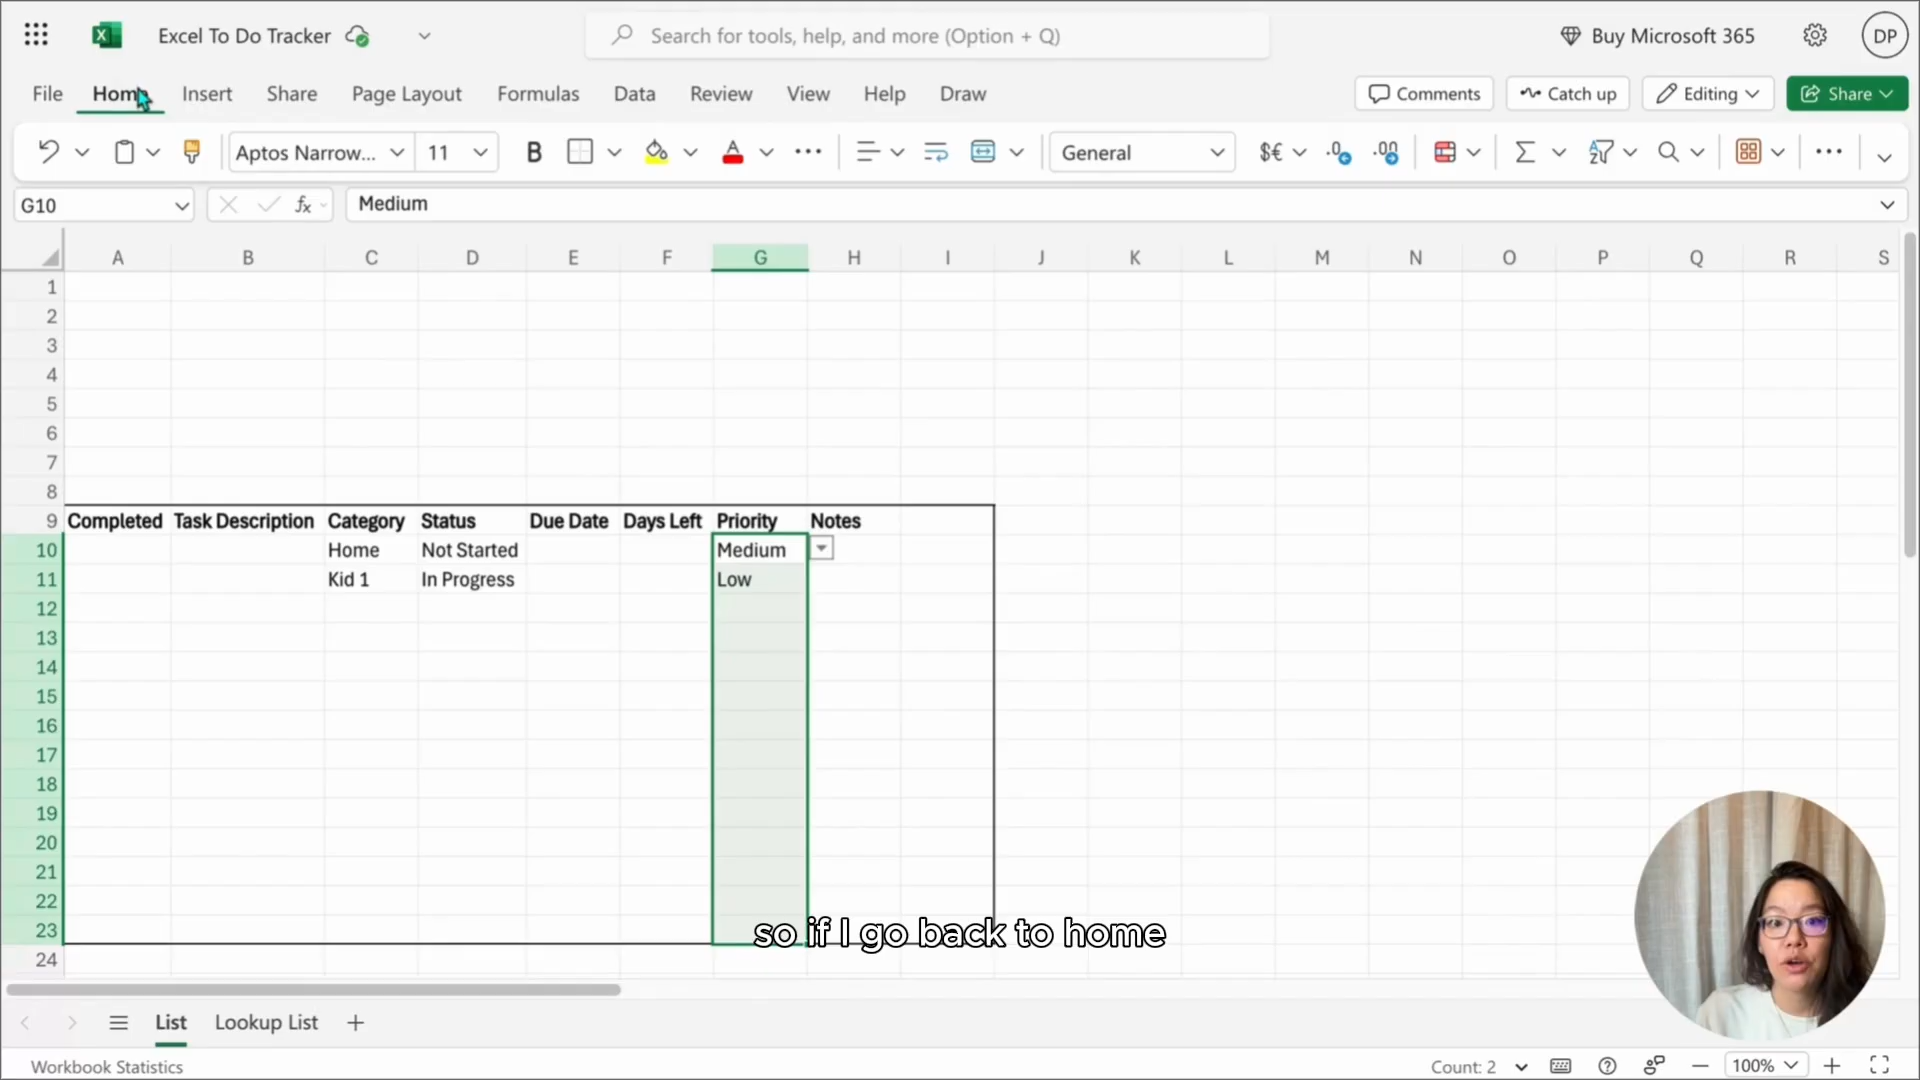 Excel To Do Tracker
Search for tools, help, and more (Option + Q)
Buy Microsoft 365
DP
File Home Insert Share Page Layout Formulas Data Review View Help Draw
Comments Catch up Editing Share
Aptos Narrow... 11 B A General $€ .0 .00
G10 fx Medium
A B C D E F G H I J K L M N O P Q R S
1
2
3
4
5
6
7
8
9 Completed Task Description Category Status Due Date Days Left Priority Notes
10 Home Not Started Medium
11 Kid 1 In Progress Low
12
13
14
15
16
17
18
19
20
21
22
23
so if I go back to home
24
List Lookup List +
Workbook Statistics Count: 2 100%